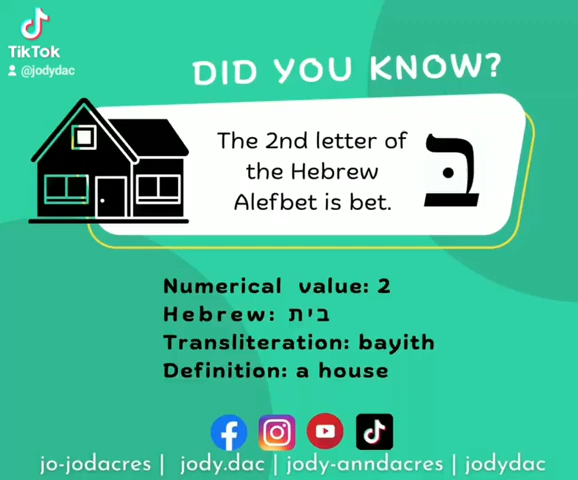 TikTok
@jodydac
DID YOU KNOW?
The 2nd letter of
the Hebrew
Alefbet is bet.
בּ
Numerical value: 2
Hebrew: בית
Transliteration: bayith
Definition: a house
jo-jodacres | jody.dac | jody-anndacres | jodydac